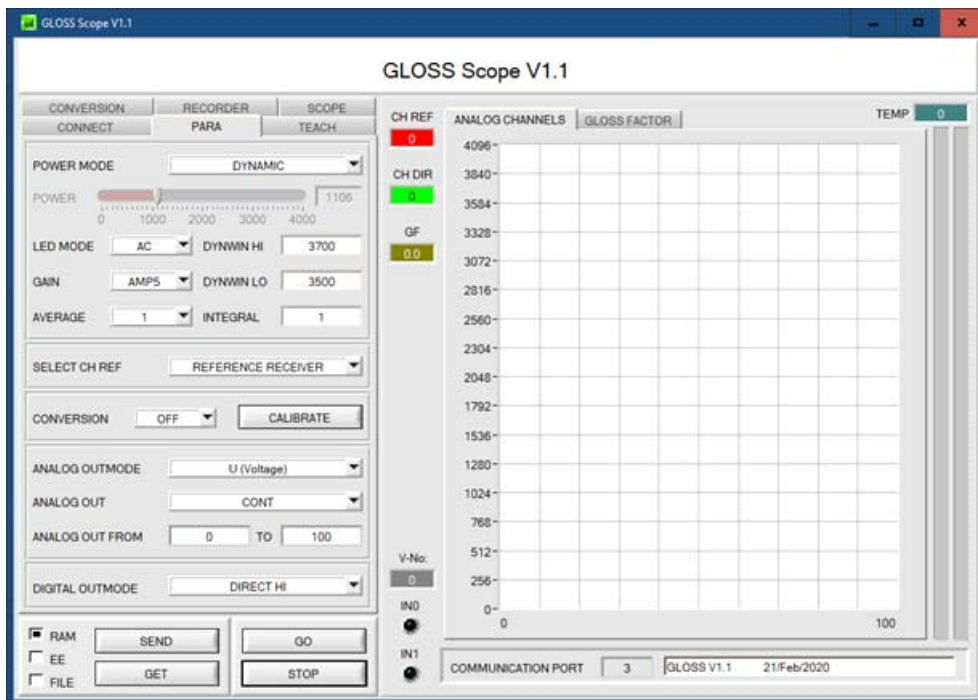 GLOSS Scope V1.1
GLOSS Scope V1.1
CONVERSION RECORDER SCOPE
CONNECT PARA TEACH
POWER MODE DYNAMIC
POWER 1106
0 1000 2000 3000 4000
LED MODE AC DYNWIN HI 3700
GAIN AMP5 DYNWIN LO 3500
AVERAGE 1 INTEGRAL 1
SELECT CH REF REFERENCE RECEIVER
CONVERSION OFF CALIBRATE
ANALOG OUTMODE U (Voltage)
ANALOG OUT CONT
ANALOG OUT FROM 0 TO 100
DIGITAL OUTMODE DIRECT HI
RAM
EE
FILE
SEND GO
GET STOP
CH REF
0
CH DIR
0
GF
0.0
V-No:
0
IN0
IN1
ANALOG CHANNELS GLOSS FACTOR
TEMP 0
4096
3840
3584
3328
3072
2816
2560
2304
2048
1792
1536
1280
1024
768
512
256
0
0 100
COMMUNICATION PORT 3 GLOSS V1.1 21/Feb/2020